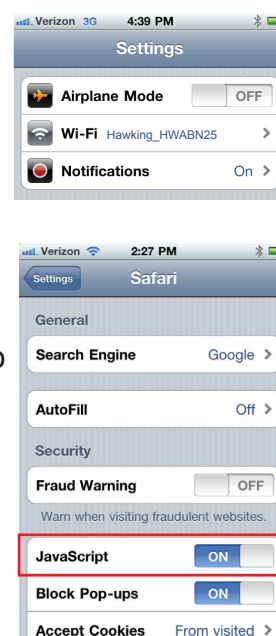 Verizon 3G 4:39 PM
Settings
Airplane Mode OFF
Wi-Fi Hawking_HWABN25
Notifications On
Verizon 2:27 PM
Settings Safari
General
Search Engine Google
AutoFill Off
Security
Fraud Warning OFF
Warn when visiting fraudulent websites.
JavaScript ON
Block Pop-ups ON
Accept Cookies From visited